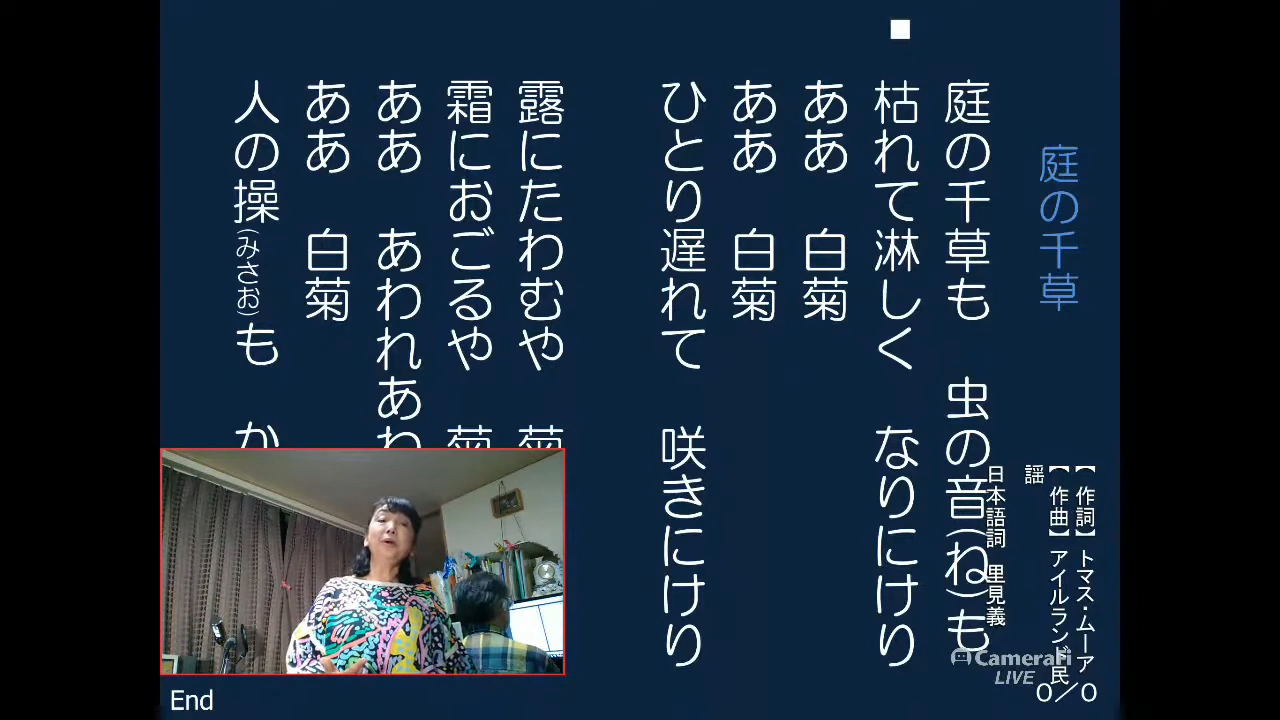 庭の千草
【作詞】トマス・ムーア
【作曲】アイルランド民
謡
日本語詞 里見義
庭の千草も 虫の音(ね)も
枯れて淋しく なりにけり
ああ 白菊
ああ 白菊
ひとり遅れて 咲きにけり
露にたわむや 菊
霜におごるや 菊
ああ あわれあわ
ああ 白菊
人の操(みさお)も か
CameraFi
LIVE
0/0
End